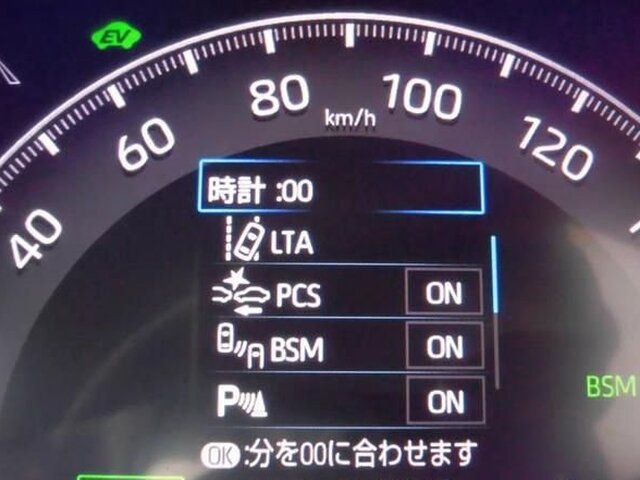 EV
40
60
80
100
120
km/h
時計 :00
LTA
PCS ON
BSM ON
P ON
BSM
OK :分を00に合わせます